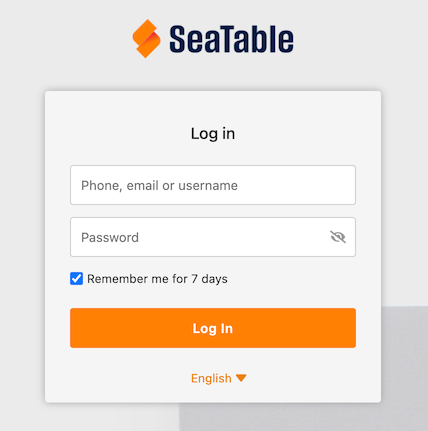 SeaTable
Log in
Phone, email or username
Password
Remember me for 7 days
Log In
English